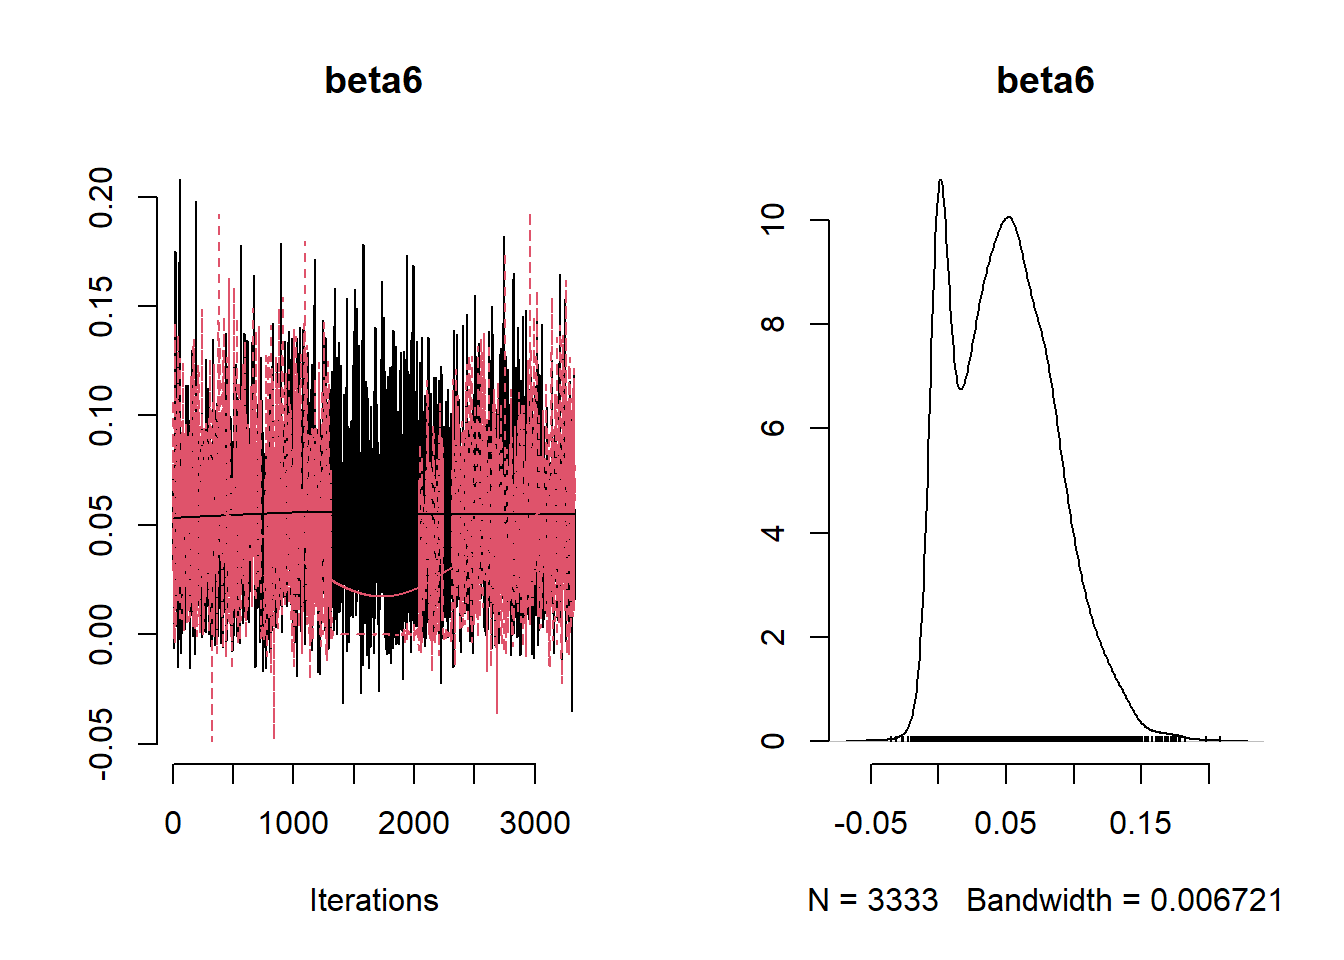 beta6
-0.05 0.00 0.05 0.10 0.15 0.20
0 1000 2000 3000
Iterations
beta6
0 2 4 6 8 10
-0.05 0.05 0.15
N = 3333 Bandwidth = 0.006721